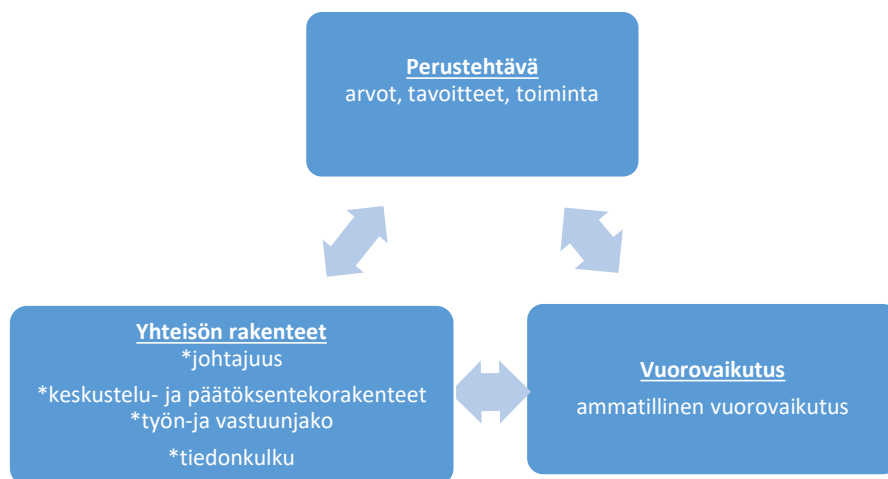 Perustehtävä
arvot, tavoitteet, toiminta
Yhteisön rakenteet
*johtajuus
*keskustelu- ja päätöksentekorakenteet
*työn-ja vastuunjako
*tiedonkulku
Vuorovaikutus
ammatillinen vuorovaikutus